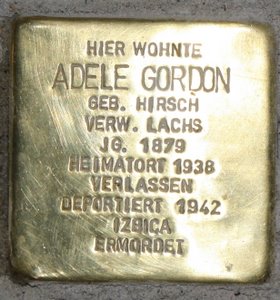 HIER WOHNTE
ADELE GORDON
GEB. HIRSCH
VERW. LACHS
JG. 1879
HEIMATORT 1938
VERLASSEN
DEPORTIERT 1942
IZBICA
ERMORDET